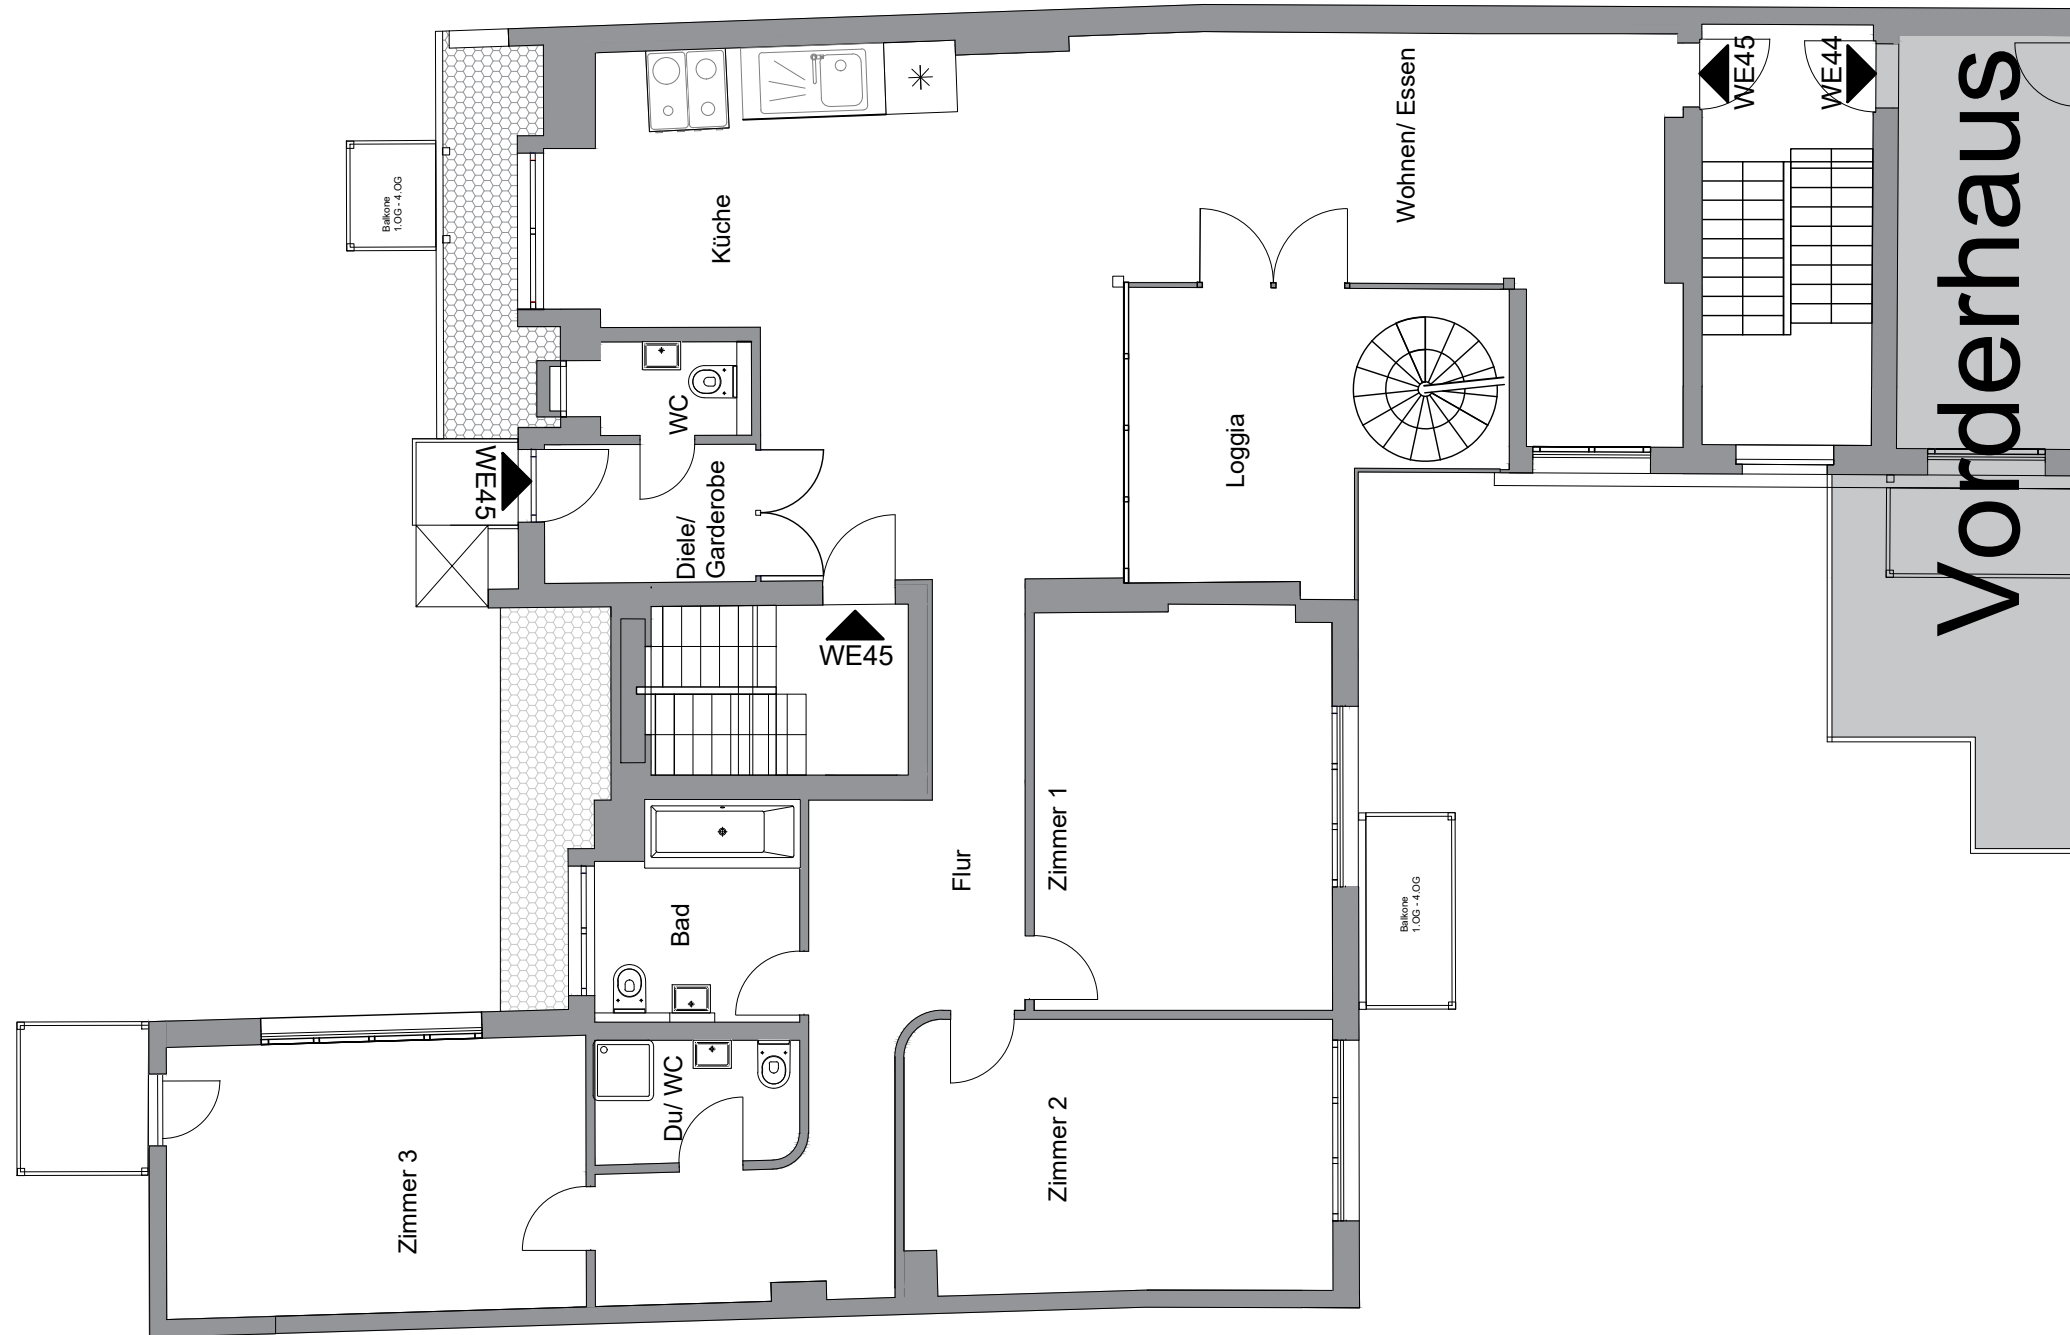 WE45
WE44
Vorderhaus
Wohnen/ Essen
Küche
Balkone
1.OG - 4.OG
WC
WE45
Diele/
Garderobe
Loggia
WE45
Flur
Zimmer 1
Balkone
1.OG - 4.OG
Bad
Du/ WC
Zimmer 2
Zimmer 3